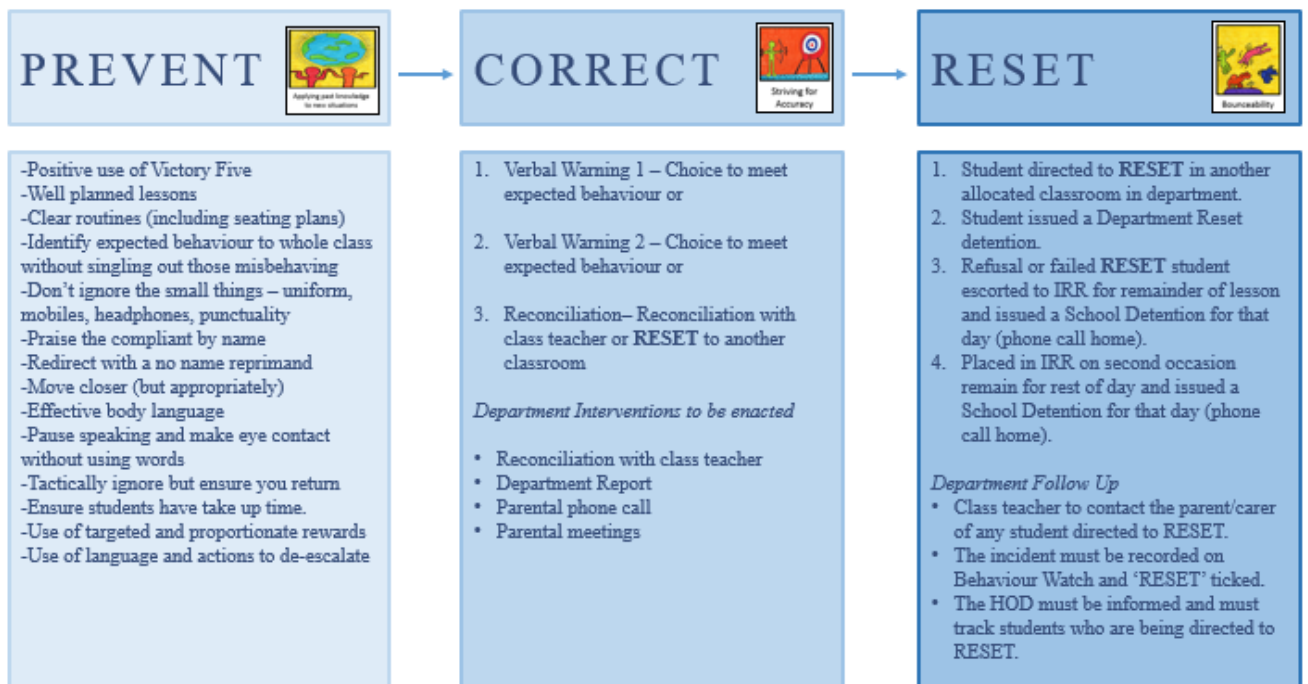 PREVENT
Applying past knowledge
to new situations
CORRECT
Striving for
Accuracy
RESET
Bounceability
-Positive use of Victory Five
-Well planned lessons
-Clear routines (including seating plans)
-Identify expected behaviour to whole class
without singling out those misbehaving
-Don’t ignore the small things – uniform,
mobiles, headphones, punctuality
-Praise the compliant by name
-Redirect with a no name reprimand
-Move closer (but appropriately)
-Effective body language
-Pause speaking and make eye contact
without using words
-Tactically ignore but ensure you return
-Ensure students have take up time.
-Use of targeted and proportionate rewards
-Use of language and actions to de-escalate
1. Verbal Warning 1 – Choice to meet
expected behaviour or
2. Verbal Warning 2 – Choice to meet
expected behaviour or
3. Reconciliation– Reconciliation with
class teacher or RESET to another
classroom
Department Interventions to be enacted
• Reconciliation with class teacher
• Department Report
• Parental phone call
• Parental meetings
1. Student directed to RESET in another
allocated classroom in department.
2. Student issued a Department Reset
detention.
3. Refusal or failed RESET student
escorted to IRR for remainder of lesson
and issued a School Detention for that
day (phone call home).
4. Placed in IRR on second occasion
remain for rest of day and issued a
School Detention for that day (phone
call home).
Department Follow Up
• Class teacher to contact the parent/carer
of any student directed to RESET.
• The incident must be recorded on
Behaviour Watch and ‘RESET’ ticked.
• The HOD must be informed and must
track students who are being directed to
RESET.